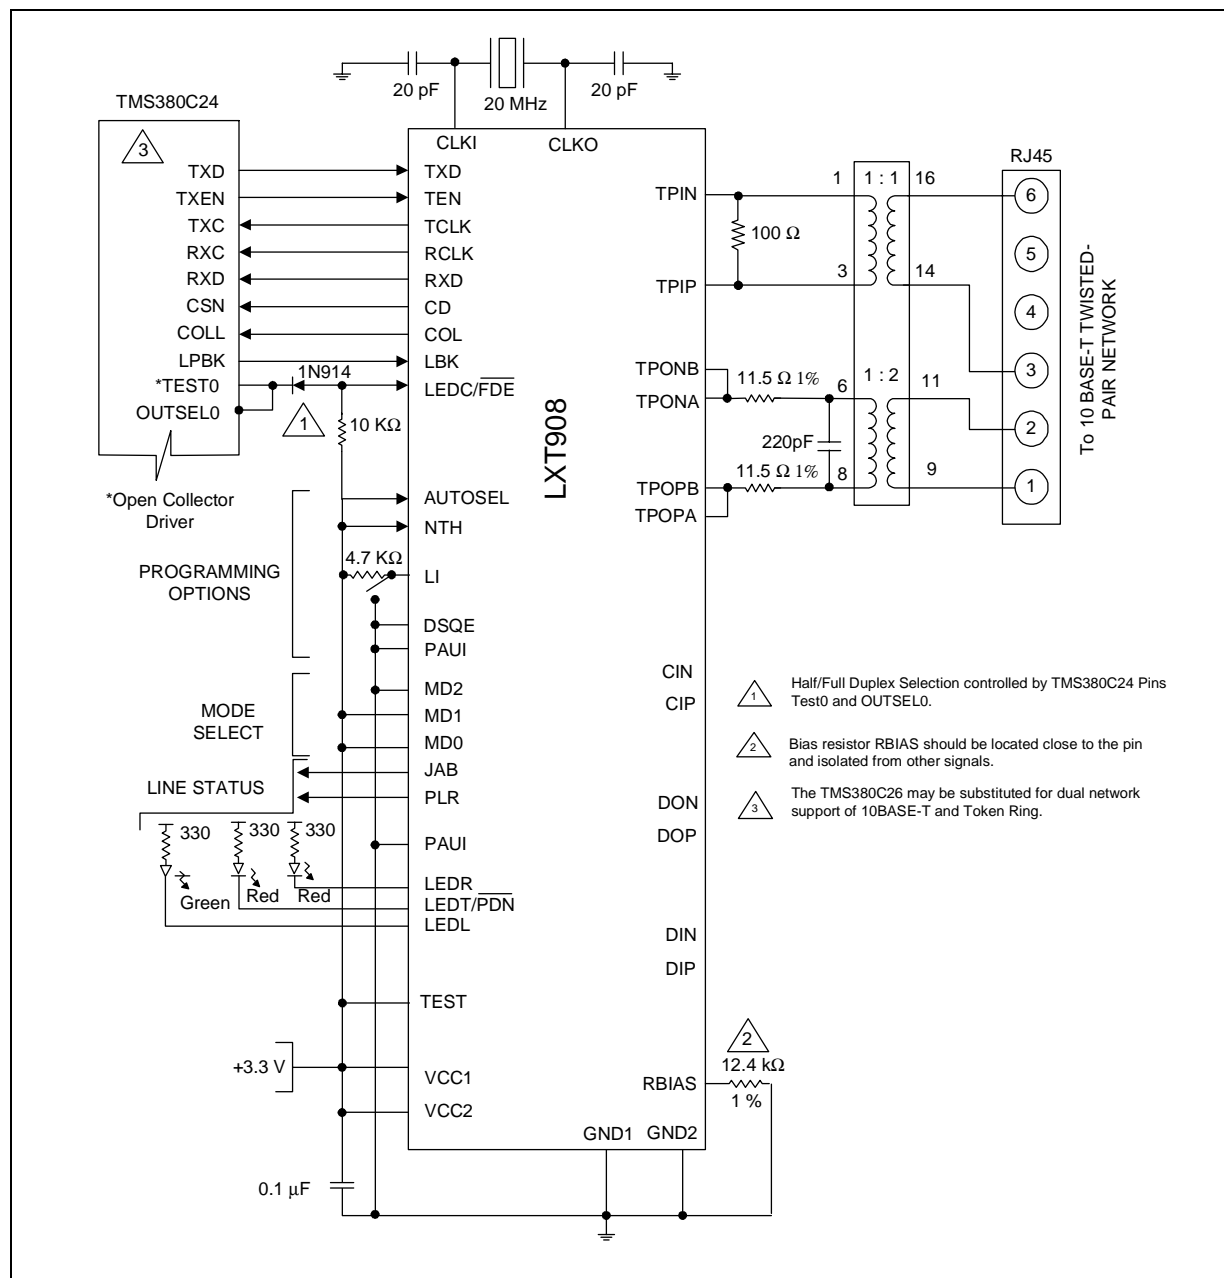 20 pF
20 MHz
20 pF
TMS380C24
3
CLKI
CLKO
TXD
TXEN
TXC
RXC
RXD
CSN
COLL
LPBK
*TEST0
OUTSEL0
1N914
1
10 KΩ
*Open Collector
Driver
TXD
TEN
TCLK
RCLK
RXD
CD
COL
LBK
LEDC/FDE
AUTOSEL
NTH
4.7 KΩ
LI
DSQE
PAUI
MD2
MD1
MD0
JAB
PLR
PAUI
LEDR
LEDT/PDN
LEDL
TEST
VCC1
VCC2
PROGRAMMING
OPTIONS
MODE
SELECT
LINE STATUS
330
330
330
Green
Red
Red
+3.3 V
0.1 µF
LXT908
TPIN
TPIP
TPONB
TPONA
TPOPB
TPOPA
CIN
CIP
DON
DOP
DIN
DIP
RBIAS
GND1
GND2
100 Ω
1
1 : 1
16
3
14
11.5 Ω 1%
6
1 : 2
11
220pF
11.5 Ω 1%
8
9
RJ45
6
5
4
3
2
1
To 10 BASE-T TWISTED-
PAIR NETWORK
1
Half/Full Duplex Selection controlled by TMS380C24 Pins
Test0 and OUTSEL0.
2
Bias resistor RBIAS should be located close to the pin
and isolated from other signals.
3
The TMS380C26 may be substituted for dual network
support of 10BASE-T and Token Ring.
2
12.4 kΩ
1 %